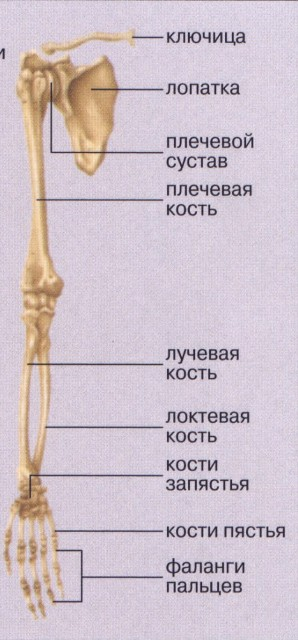 и
ключица
лопатка
плечевой
сустав
плечевая
кость
лучевая
кость
локтевая
кость
кости
запястья
кости пястья
фаланги
пальцев